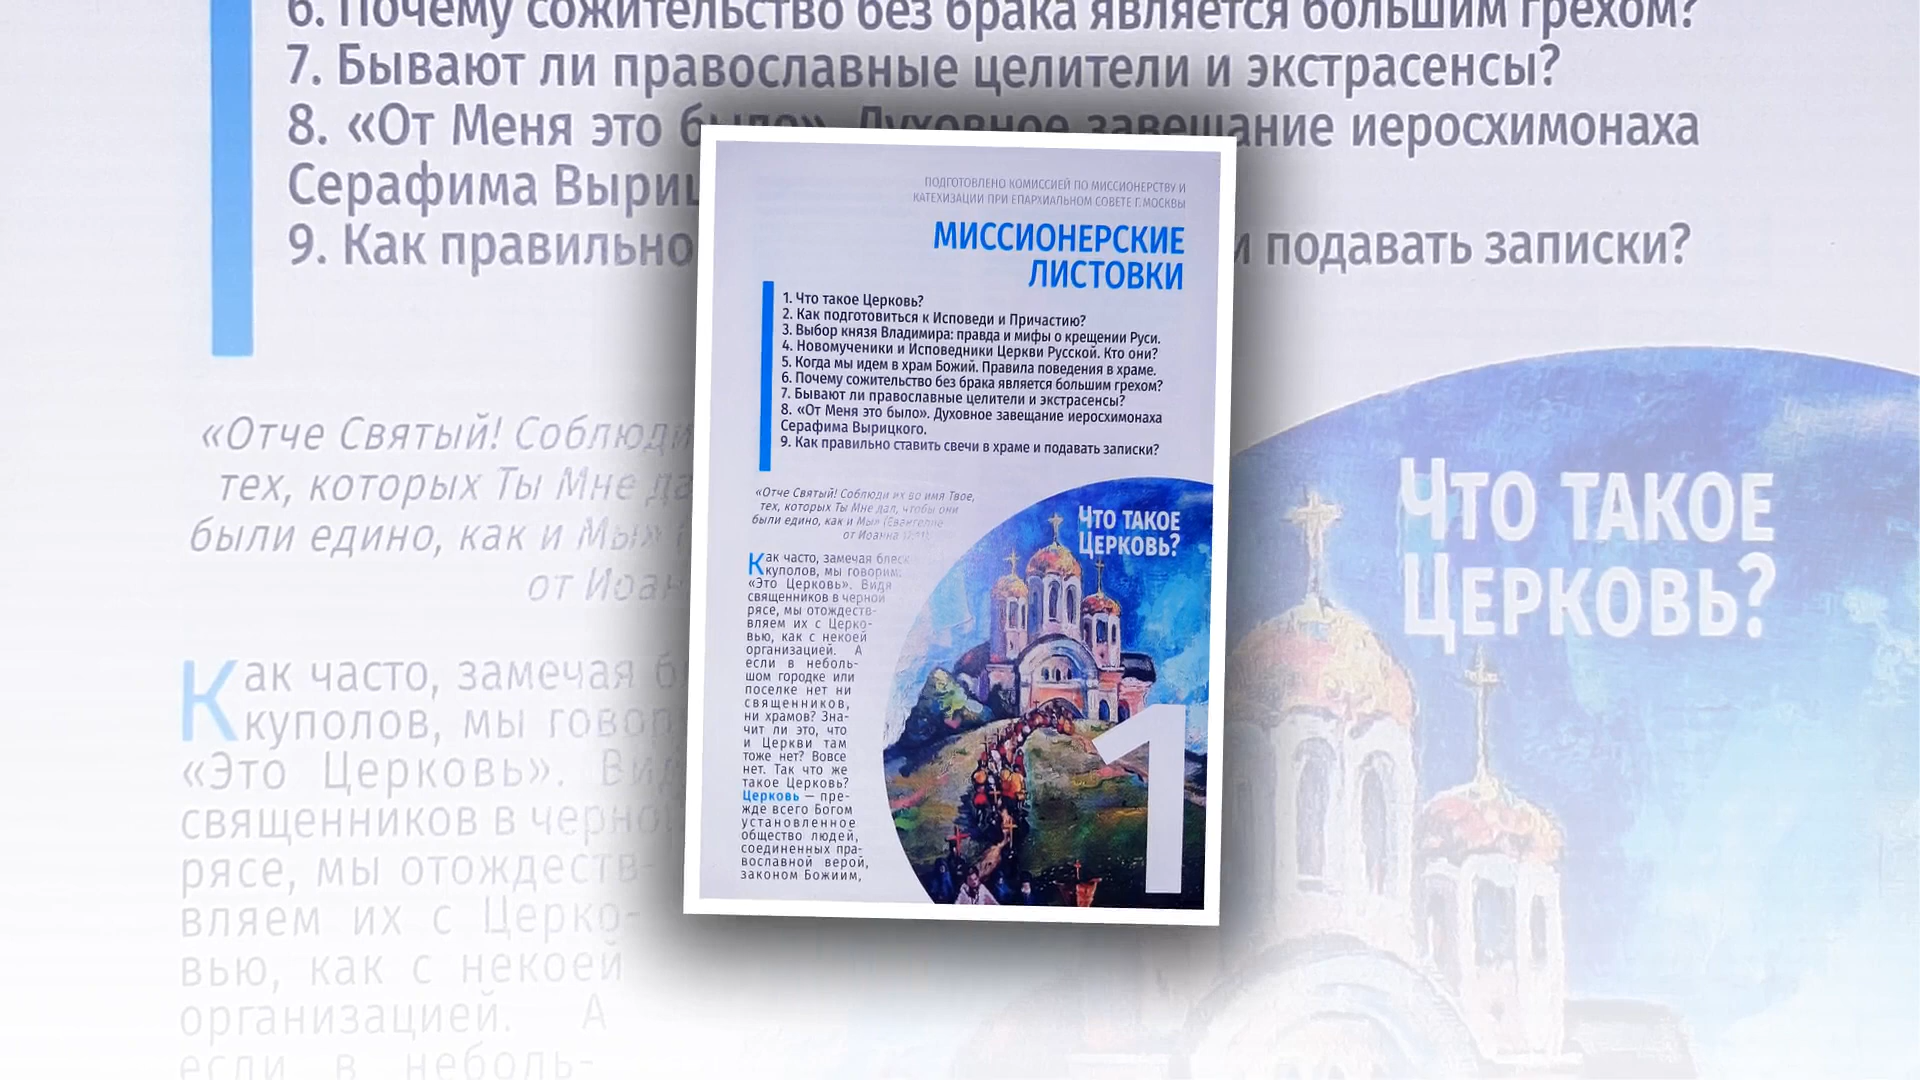 6. Почему сожительство без брака является большим грехом?
7. Бывают ли православные целители и экстрасенсы?
8. «От Меня это было». Духовное завещание иеросхимонаха
Серафима Выриц
9. Как правильно
и подавать записки?
«Отче Святый! Соблюди
тех, которых Ты Мне да
были едино, как и Мы»
от Иоан
Как часто, замечая
куполов, мы говор
«Это Церковь». Вид
священников в черно
рясе, мы отождеств-
вляем их с Церко-
вью, как с некоей
организацией. А
если в неболь-
ЧТО ТАКОЕ
ЦЕРКОВЬ?
ПОДГОТОВЛЕНО КОМИССИЕЙ ПО МИССИОНЕРСТВУ И
КАТЕХИЗАЦИИ ПРИ ЕПАРХИАЛЬНОМ СОВЕТЕ Г. МОСКВЫ
МИССИОНЕРСКИЕ
ЛИСТОВКИ
1. Что такое Церковь?
2. Как подготовиться к Исповеди и Причастию?
3. Выбор князя Владимира: правда и мифы о крещении Руси.
4. Новомученики и Исповедники Церкви Русской. Кто они?
5. Когда мы идем в храм Божий. Правила поведения в храме.
6. Почему сожительство без брака является большим грехом?
7. Бывают ли православные целители и экстрасенсы?
8. «От Меня это было». Духовное завещание иеросхимонаха
Серафима Вырицкого.
9. Как правильно ставить свечи в храме и подавать записки?
«Отче Святый! Соблюди их во имя Твое,
тех, которых Ты Мне дал, чтобы они
были едино, как и Мы» (Евангелие
от Иоанна
ЧТО ТАКОЕ
ЦЕРКОВЬ?
Как часто, замечая блеск
куполов, мы говорим:
«Это Церковь». Видя
священников в черной
рясе, мы отождеств-
вляем их с Церко-
вью, как с некоей
организацией. А
если в неболь-
шом городке или
поселке нет ни
священников,
ни храмов? Зна-
чит ли это, что
и Церкви там
тоже нет? Вовсе
нет. Так что же
такое Церковь?
Церковь — пре-
жде всего Богом
установленное
общество людей,
соединенных пра-
вославной верой,
законом Божиим,
1